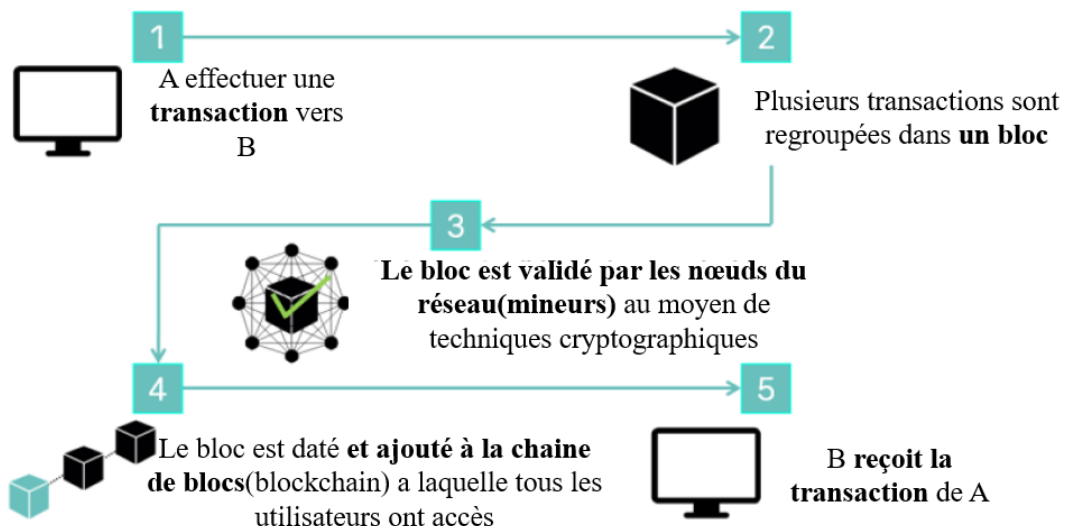 1
2
A effectuer une
transaction vers
B
Plusieurs transactions sont
regroupées dans un bloc
3
Le bloc est validé par les nœuds du
réseau(mineurs) au moyen de
techniques cryptographiques
4
5
Le bloc est daté et ajouté à la chaine
de blocs(blockchain) a laquelle tous les
utilisateurs ont accès
B reçoit la
transaction de A